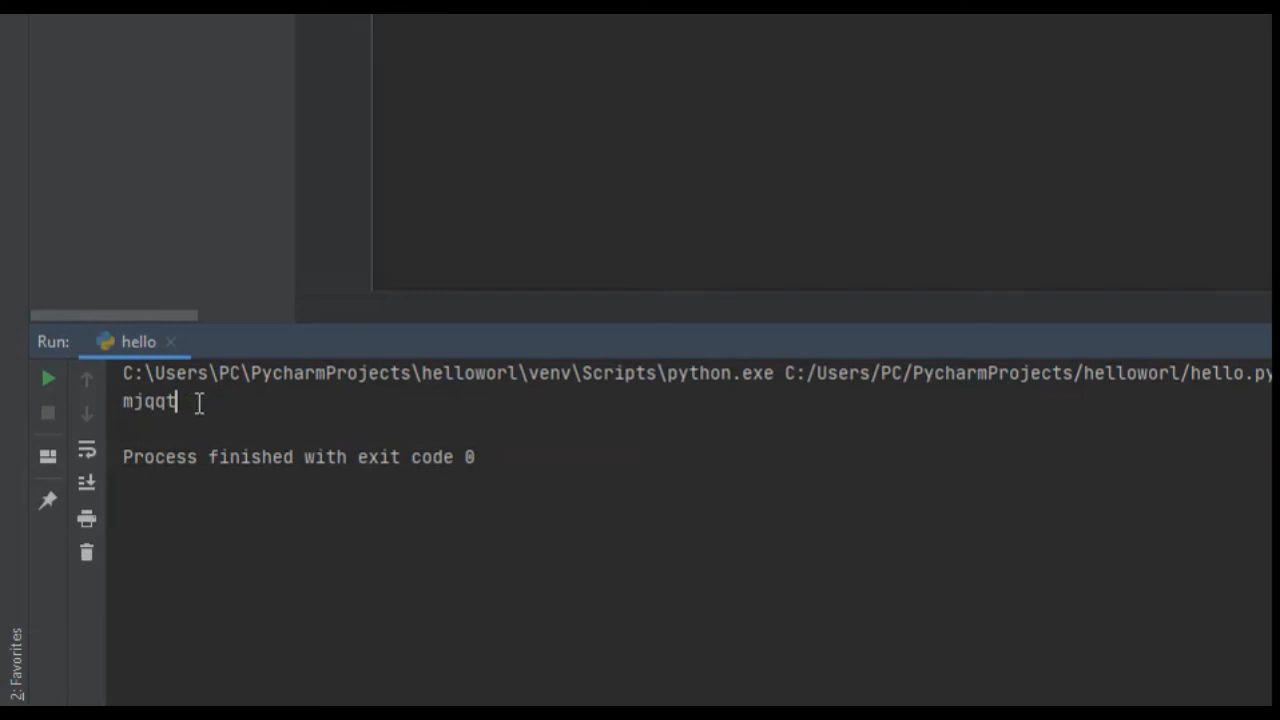 Run: hello
C:\Users\PC\PycharmProjects\helloworl\venv\Scripts\python.exe C:/Users/PC/PycharmProjects/helloworl/hello.py
mjqqt
Process finished with exit code 0
2: Favorites